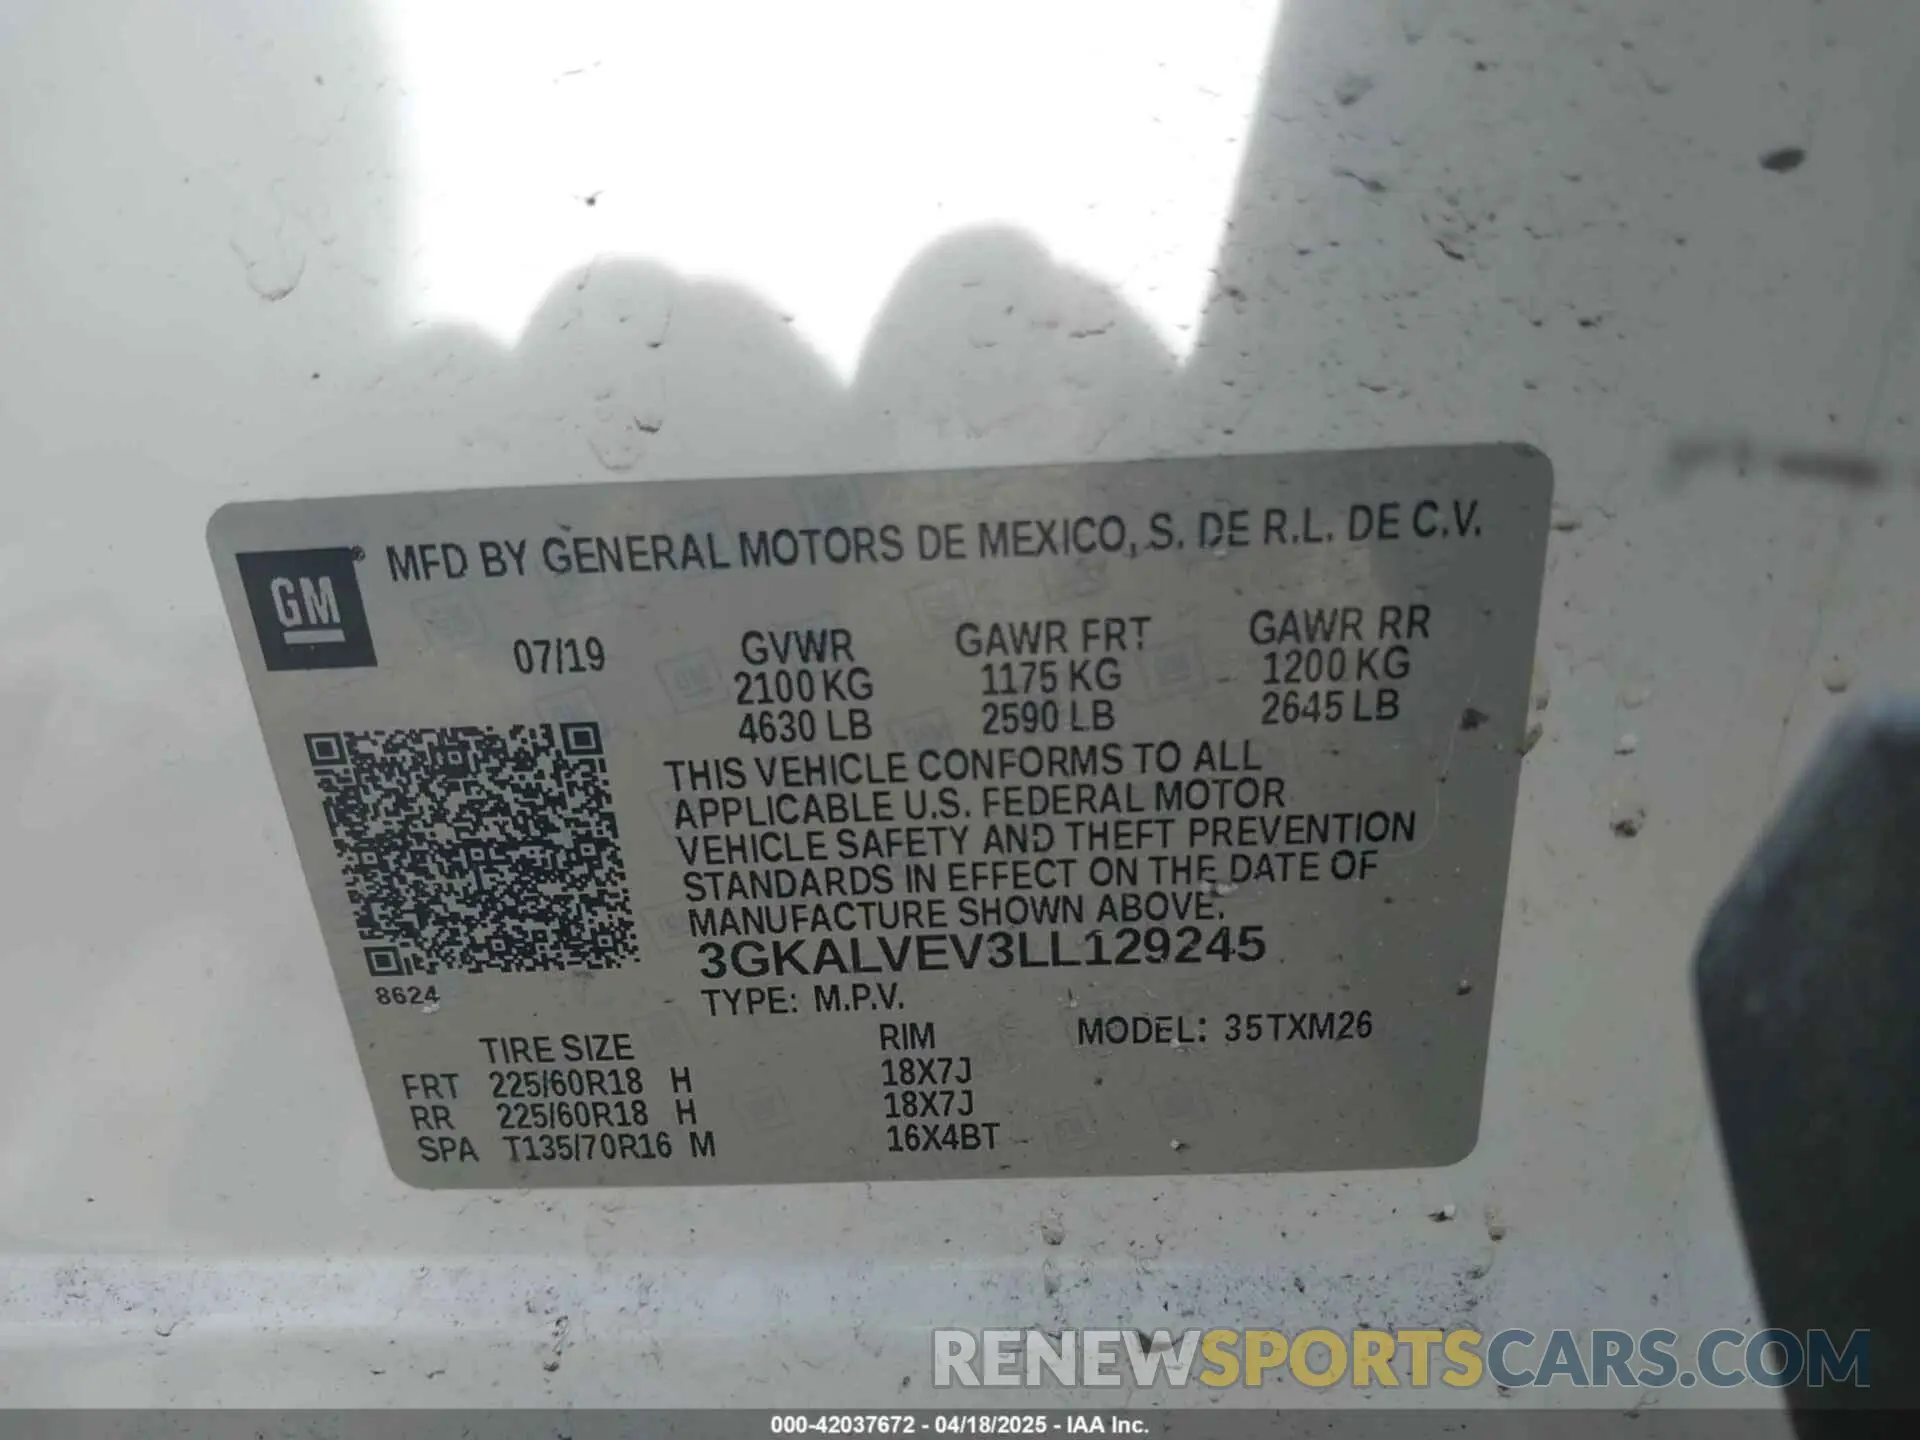 GM® MFD BY GENERAL MOTORS DE MEXICO, S. DE R.L. DE C.V.
07/19 GVWR GAWR FRT GAWR RR
2100 KG 1175 KG 1200 KG
4630 LB 2590 LB 2645 LB
THIS VEHICLE CONFORMS TO ALL
APPLICABLE U.S. FEDERAL MOTOR
VEHICLE SAFETY AND THEFT PREVENTION
STANDARDS IN EFFECT ON THE DATE OF
MANUFACTURE SHOWN ABOVE.
3GKALVEV3LL129245
8624
TYPE: M.P.V.
TIRE SIZE RIM MODEL: 35TXM26
FRT 225/60R18 H 18X7J
RR 225/60R18 H 18X7J
SPA T135/70R16 M 16X4BT
RENEWSPORTSCARS.COM
000-42037672 - 04/18/2025 - IAA Inc.